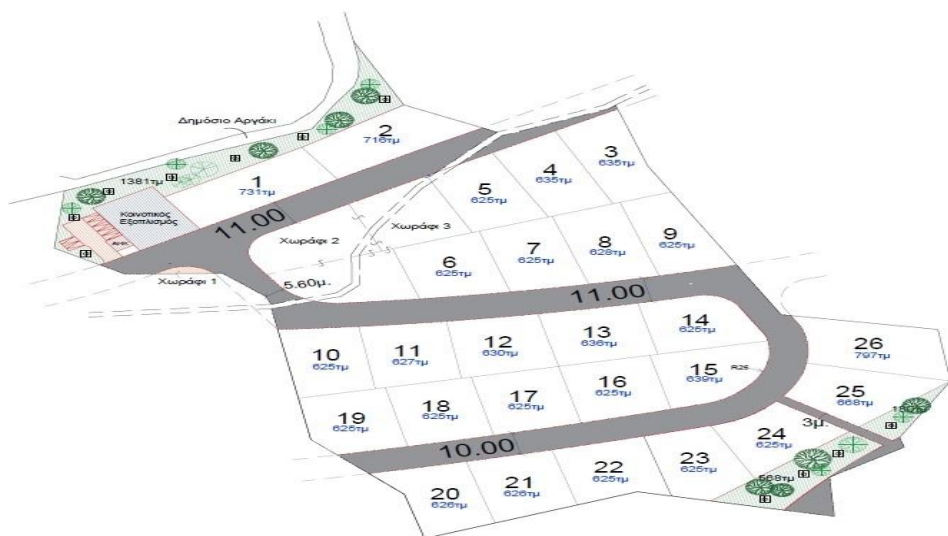 Δημόσιο Αργάκι
2
716τμ
1381τμ
1
731τμ
Κοινοτικός
Εξοπλισμός
11.00
3
635τμ
4
635τμ
5
625τμ
Χωράφι 2
Χωράφι 3
Χωράφι 1
5.60μ.
6
625τμ
7
625τμ
8
628τμ
9
625τμ
11.00
10
625τμ
11
627τμ
12
630τμ
13
636τμ
14
625τμ
15
639τμ
R25
16
625τμ
17
625τμ
18
625τμ
19
625τμ
26
797τμ
25
668τμ
3μ.
24
625τμ
568τμ
10.00
23
625τμ
22
625τμ
21
626τμ
20
626τμ